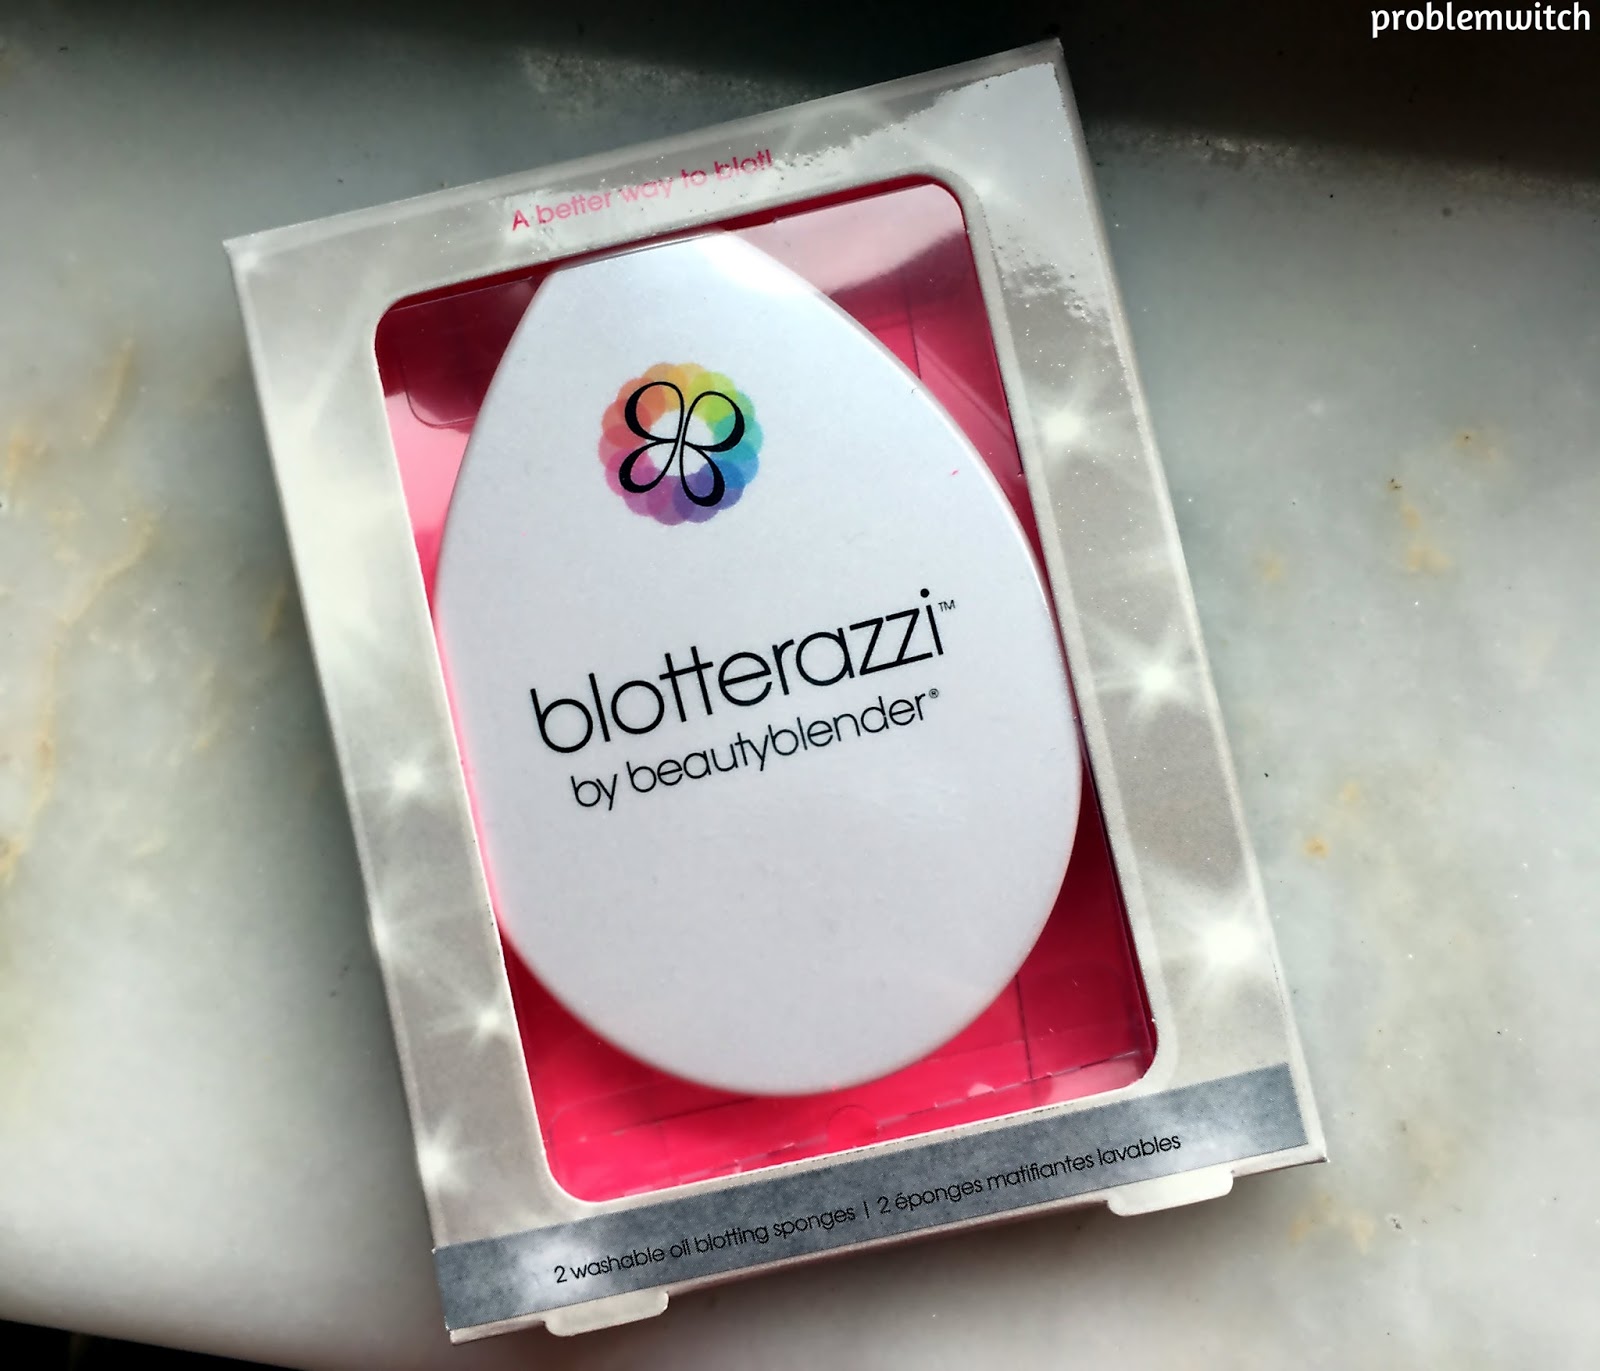 problemwitch
A better way to blot!
blotterazzi™
by beautyblender®
2 washable oil blotting sponges | 2 éponges matifiantes lavables